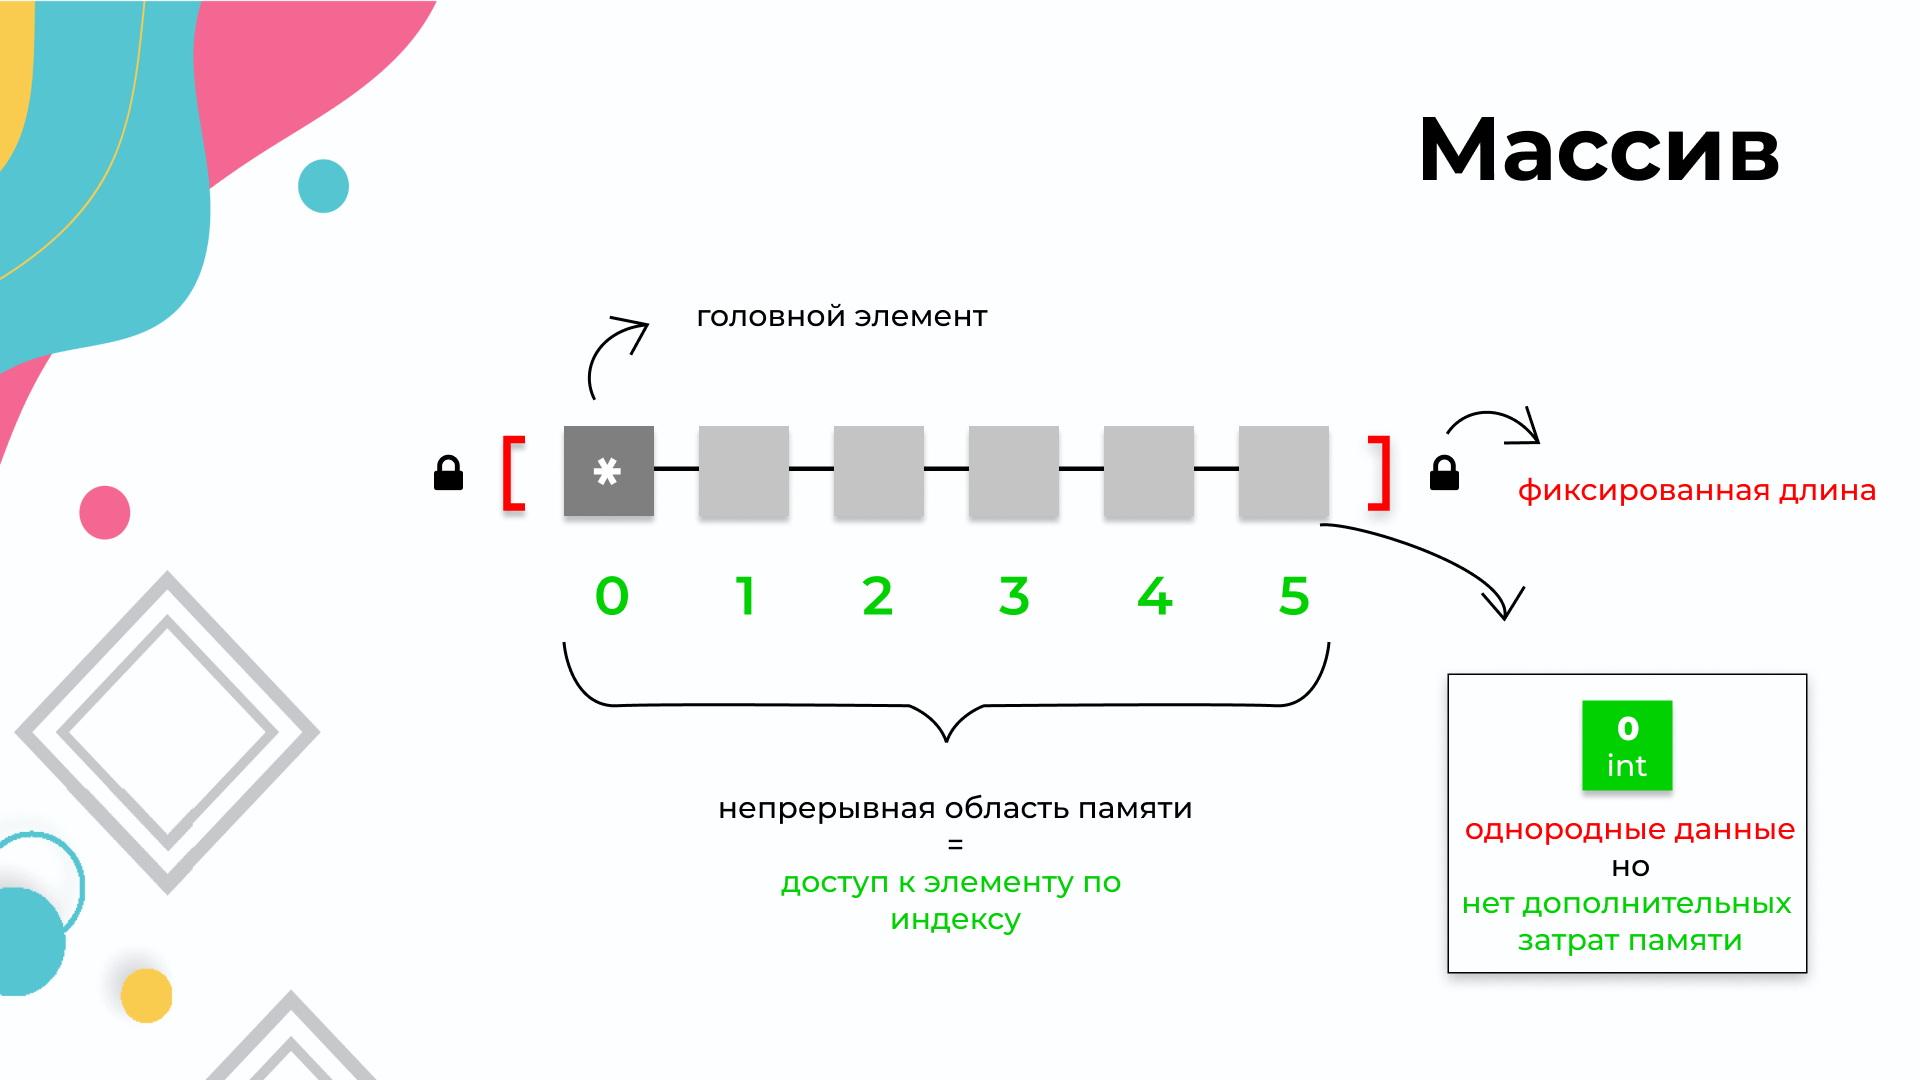 Массив
головной элемент
[ * ]
фиксированная длина
0 1 2 3 4 5
непрерывная область памяти
=
доступ к элементу по
индексу
0
int
однородные данные
но
нет дополнительных
затрат памяти